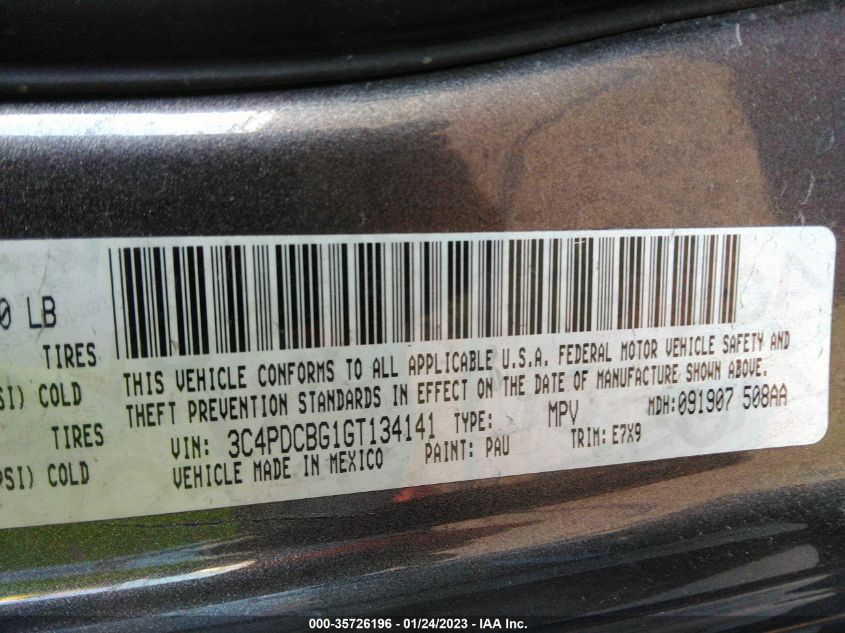 0 LB
TIRES
SI) COLD
TIRES
PSI) COLD
THIS VEHICLE CONFORMS TO ALL APPLICABLE U.S.A. FEDERAL MOTOR VEHICLE SAFETY AND
THEFT PREVENTION STANDARDS IN EFFECT ON THE DATE OF MANUFACTURE SHOWN ABOVE.
VIN: 3C4PDCBG1GT134141 TYPE: MPV MDH:091907 508AA
VEHICLE MADE IN MEXICO PAINT: PAU TRIM: E7X9
000-35726196 - 01/24/2023 - IAA Inc.